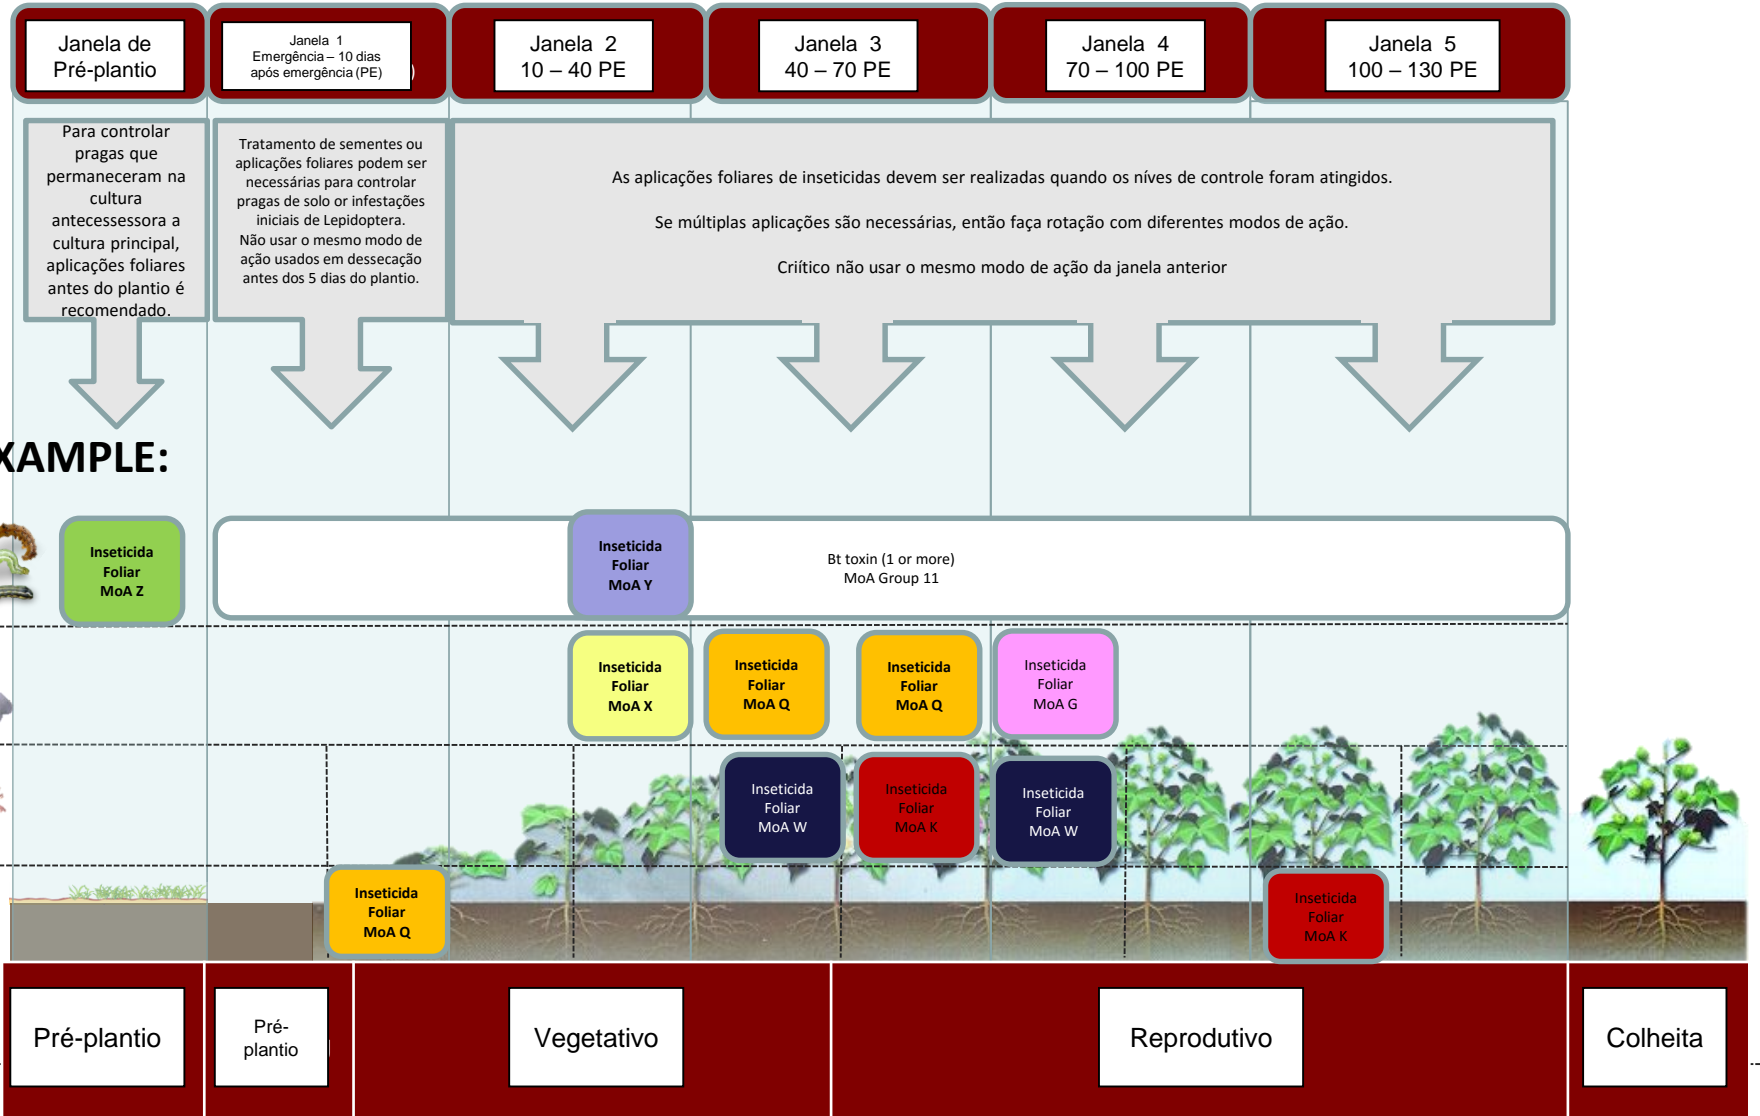 Janela de
Pré-plantio
Janela 1
Emergência – 10 dias
após emergência (PE)
)
Janela 2
10 – 40 PE
Janela 3
40 – 70 PE
Janela 4
70 – 100 PE
Janela 5
100 – 130 PE
Para controlar
pragas que
permaneceram na
cultura
antecessessora a
cultura principal,
aplicações foliares
antes do plantio é
recomendado.
Tratamento de sementes ou
aplicações foliares podem ser
necessárias para controlar
pragas de solo or infestações
iniciais de Lepidoptera.
Não usar o mesmo modo de
ação usados em dessecação
antes dos 5 dias do plantio.
As aplicações foliares de inseticidas devem ser realizadas quando os níves de controle foram atingidos.
Se múltiplas aplicações são necessárias, então faça rotação com diferentes modos de ação.
Criítico não usar o mesmo modo de ação da janela anterior
XAMPLE:
Inseticida
Foliar
MoA Z
Inseticida
Foliar
MoA Y
Bt toxin (1 or more)
MoA Group 11
Inseticida
Foliar
MoA X
Inseticida
Foliar
MoA Q
Inseticida
Foliar
MoA Q
Inseticida
Foliar
MoA G
Inseticida
Foliar
MoA W
Inseticida
Foliar
MoA K
Inseticida
Foliar
MoA W
Inseticida
Foliar
MoA Q
Inseticida
Foliar
MoA K
Pré-plantio
Pré-
plantio
Vegetativo
Reprodutivo
Colheita